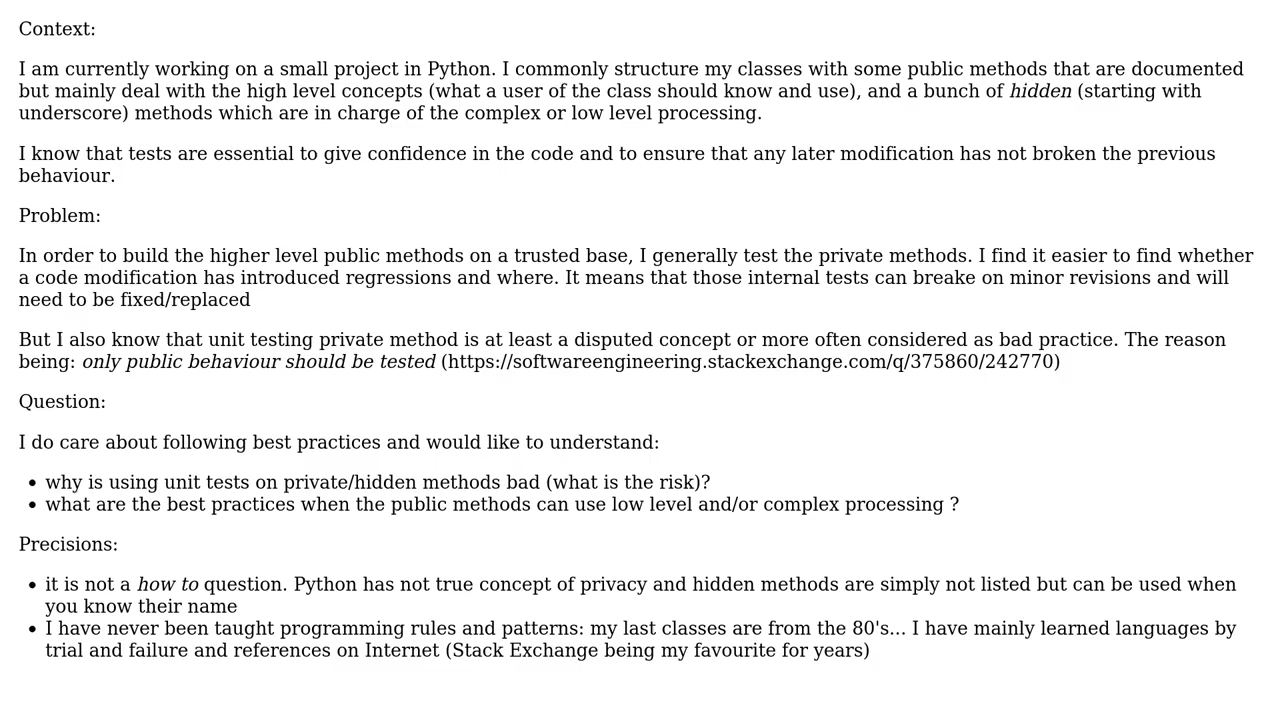 Context:
I am currently working on a small project in Python. I commonly structure my classes with some public methods that are documented
but mainly deal with the high level concepts (what a user of the class should know and use), and a bunch of hidden (starting with
underscore) methods which are in charge of the complex or low level processing.
I know that tests are essential to give confidence in the code and to ensure that any later modification has not broken the previous
behaviour.
Problem:
In order to build the higher level public methods on a trusted base, I generally test the private methods. I find it easier to find whether
a code modification has introduced regressions and where. It means that those internal tests can breake on minor revisions and will
need to be fixed/replaced
But I also know that unit testing private method is at least a disputed concept or more often considered as bad practice. The reason
being: only public behaviour should be tested (https://softwareengineering.stackexchange.com/q/375860/242770)
Question:
I do care about following best practices and would like to understand:
• why is using unit tests on private/hidden methods bad (what is the risk)?
• what are the best practices when the public methods can use low level and/or complex processing ?
Precisions:
• it is not a how to question. Python has not true concept of privacy and hidden methods are simply not listed but can be used when
you know their name
• I have never been taught programming rules and patterns: my last classes are from the 80's... I have mainly learned languages by
trial and failure and references on Internet (Stack Exchange being my favourite for years)